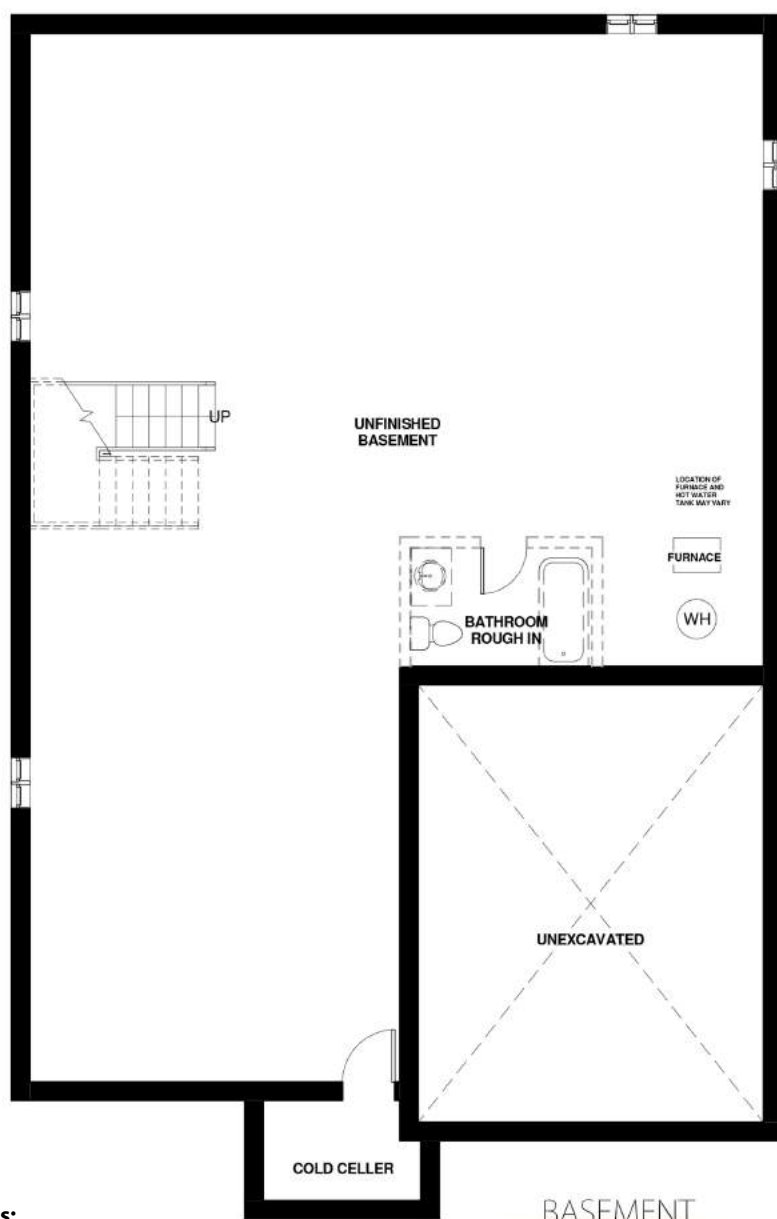 UP
UNFINISHED
BASEMENT
LOCATION OF
FURNACE AND
HOT WATER
TANK MAY VARY
FURNACE
WH
BATHROOM
ROUGH IN
UNEXCAVATED
COLD CELLER
s:
BASEMENT